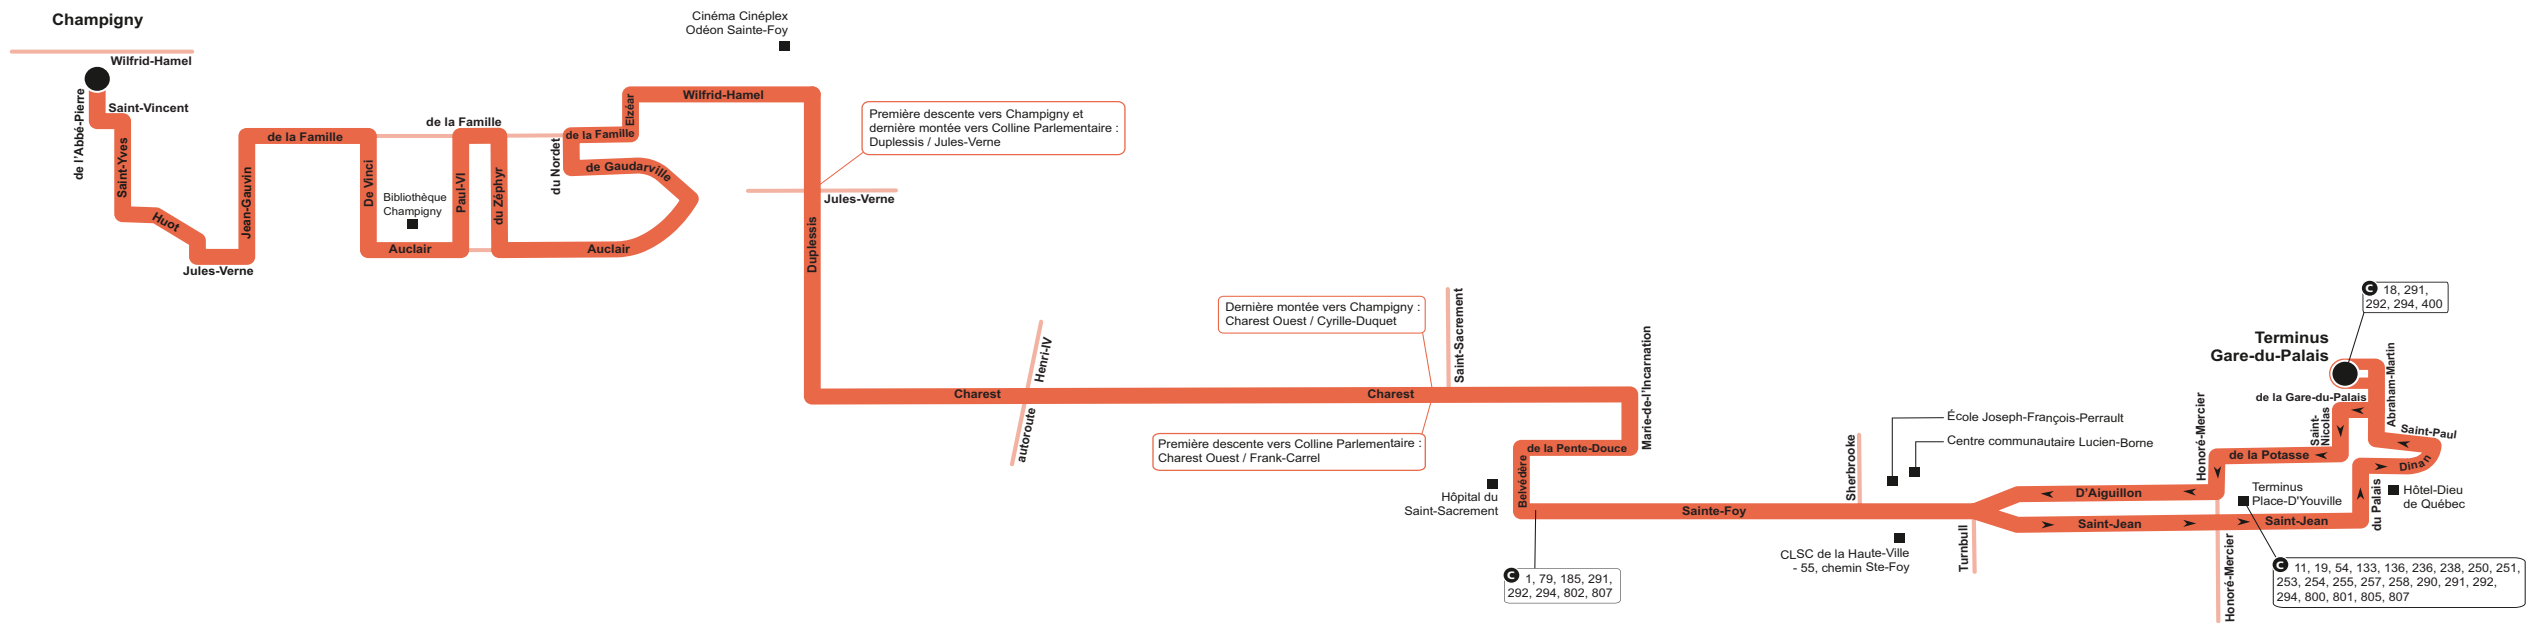 Champigny
Wilfrid-Hamel
de l'Abbé-Pierre
Saint-Vincent
Saint-Yves
Huot
Jules-Verne
Jean-Gauvin
de la Famille
De Vinci
Bibliothèque
Champigny
Auclair
Paul-VI
de la Famille
du Zéphyr
Auclair
de Gaudarville
du Nordet
de la Famille
Elzéar
Wilfrid-Hamel
Cinéma Cinéplex
Odéon Sainte-Foy
Première descente vers Champigny et
dernière montée vers Colline Parlementaire :
Duplessis / Jules-Verne
Jules-Verne
Duplessis
Charest
Henri-IV
autoroute
Dernière montée vers Champigny :
Charest Ouest / Cyrille-Duquet
Saint-Sacrement
Charest
Première descente vers Colline Parlementaire :
Charest Ouest / Frank-Carrel
Marie-de-l'Incarnation
de la Pente-Douce
Belvédère
Hôpital du
Saint-Sacrement
C 1, 79, 185, 291,
292, 294, 802, 807
Sainte-Foy
Sherbrooke
École Joseph-François-Perrault
Centre communautaire Lucien-Borne
CLSC de la Haute-Ville
- 55, chemin Ste-Foy
Turnbull
D'Aiguillon
Saint-Jean
Honoré-Mercier
Honoré-Mercier
de la Potasse
Saint-
Nicolas
de la Gare-du-Palais
Terminus
Gare-du-Palais
C 18, 291,
292, 294, 400
Abraham-Martin
Saint-Paul
Dinan
du Palais
Hôtel-Dieu
de Québec
Terminus
Place-D'Youville
Saint-Jean
C 11, 19, 54, 133, 136, 236, 238, 250, 251,
253, 254, 255, 257, 258, 290, 291, 292,
294, 800, 801, 805, 807